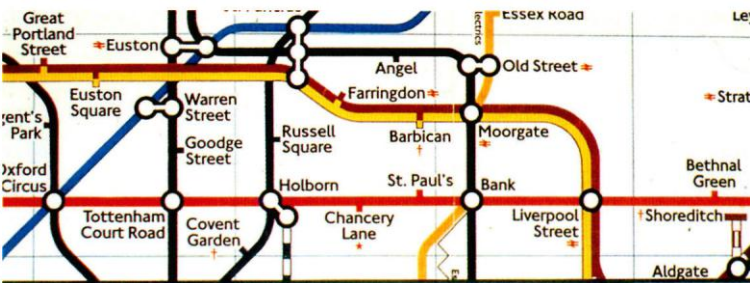 Great
Portland
Street
Euston
Essex Road
Angel
Old Street
Euston
Square
Warren
Street
Farringdon
Park
Goodge
Street
Russell
Square
Barbican
Moorgate
Oxford
Circus
Tottenham
Court Road
Covent
Garden
Holborn
Chancery
Lane
St. Paul's
Bank
Liverpool
Street
Bethnal
Green
Shoreditch
Aldgate